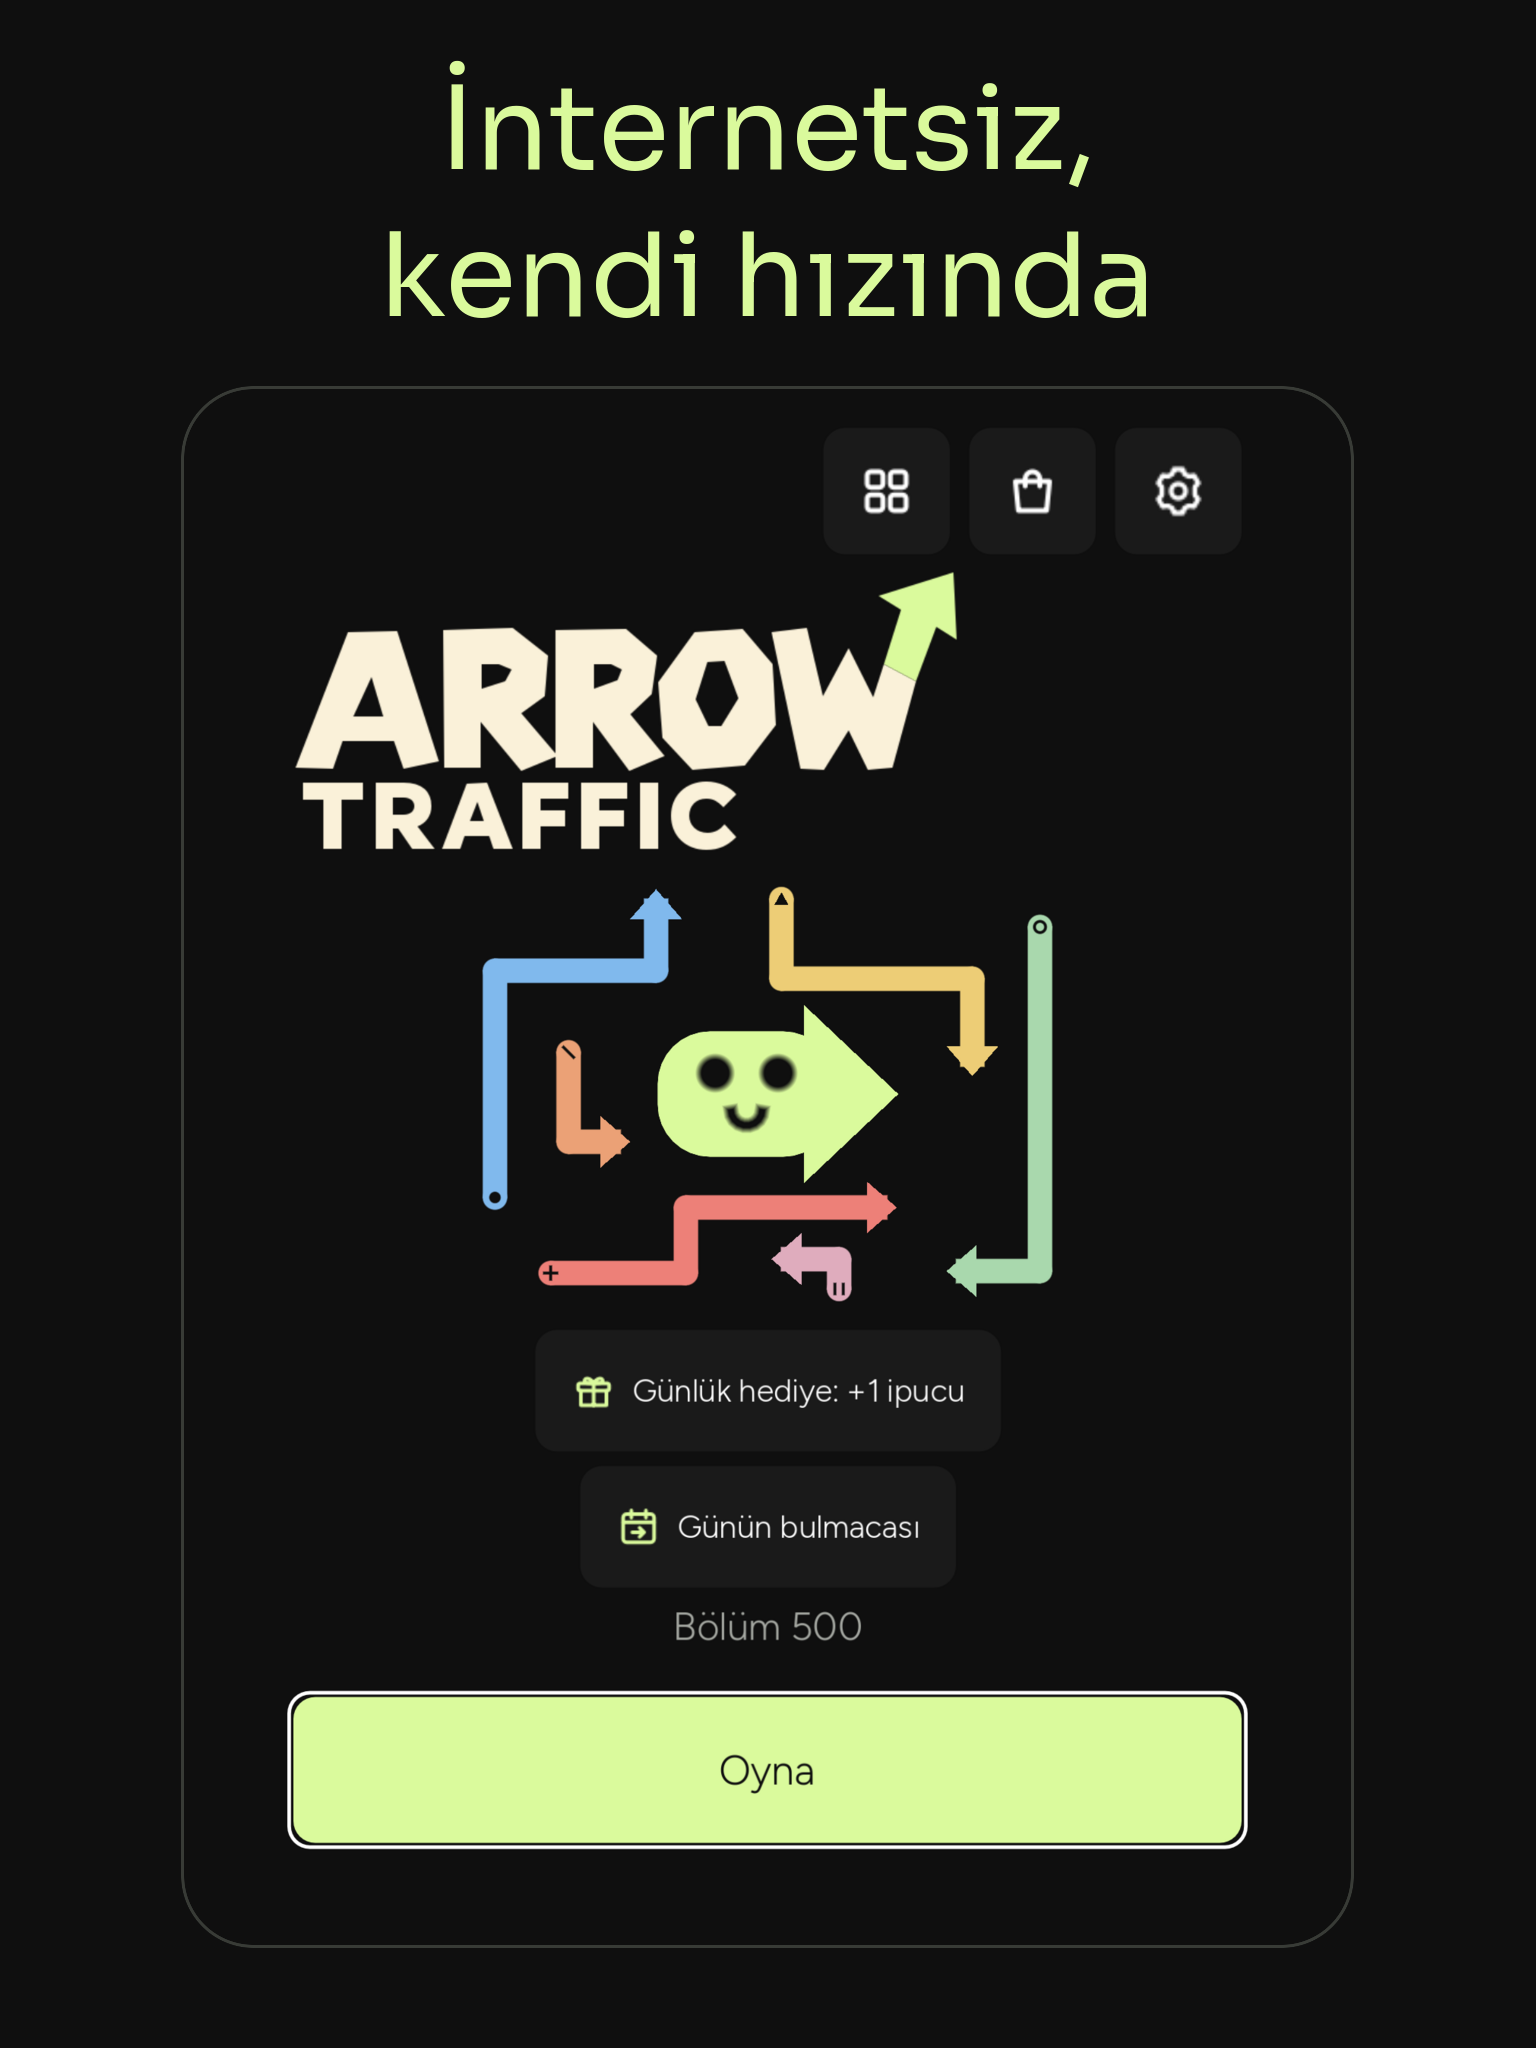 İnternetsiz,
kendi hızında
ARROW
TRAFFIC
Günlük hediye: +1 ipucu
Günün bulmacası
Bölüm 500
Oyna